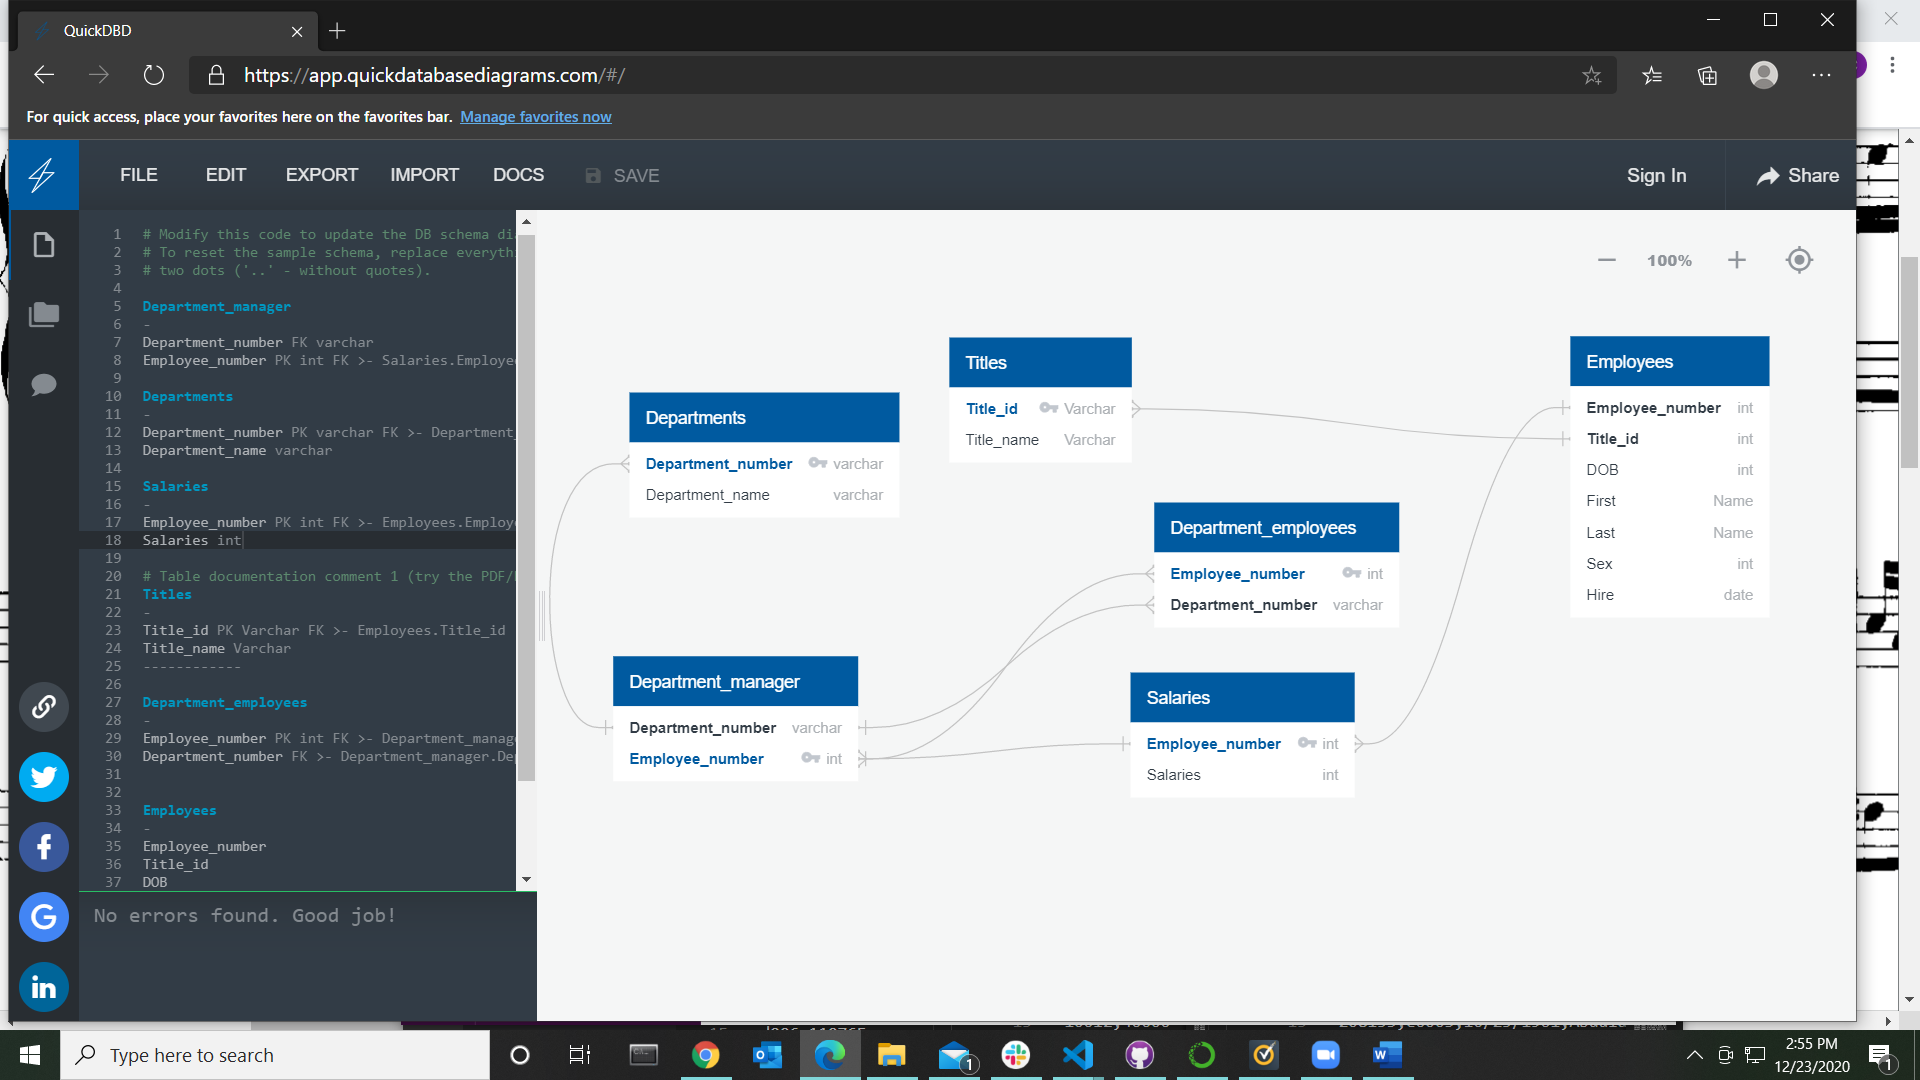 QuickDBD
https://app.quickdatabasediagrams.com/#/
For quick access, place your favorites here on the favorites bar. Manage favorites now
FILE EDIT EXPORT IMPORT DOCS SAVE Sign In Share
1 # Modify this code to update the DB schema di
2 # To reset the sample schema, replace everythi
3 # two dots ('..' - without quotes).
4
5 Department_manager
6 -
7 Department_number FK varchar
8 Employee_number PK int FK >- Salaries.Employee
9
10 Departments
11 -
12 Department_number PK varchar FK >- Department_
13 Department_name varchar
14
15 Salaries
16 -
17 Employee_number PK int FK >- Employees.Employe
18 Salaries int
19
20 # Table documentation comment 1 (try the PDF/
21 Titles
22 -
23 Title_id PK Varchar FK >- Employees.Title_id
24 Title_name Varchar
25 ------------
26
27 Department_employees
28 -
29 Employee_number PK int FK >- Department_manag
30 Department_number FK >- Department_manager.De
31
32
33 Employees
34 -
35 Employee_number
36 Title_id
37 DOB
No errors found. Good job!
100%
Departments
Department_number varchar
Department_name varchar
Titles
Title_id Varchar
Title_name Varchar
Employees
Employee_number int
Title_id int
DOB int
First Name
Last Name
Sex int
Hire date
Department_employees
Employee_number int
Department_number varchar
Department_manager
Department_number varchar
Employee_number int
Salaries
Employee_number int
Salaries int
Type here to search
1
2:55 PM
12/23/2020
1